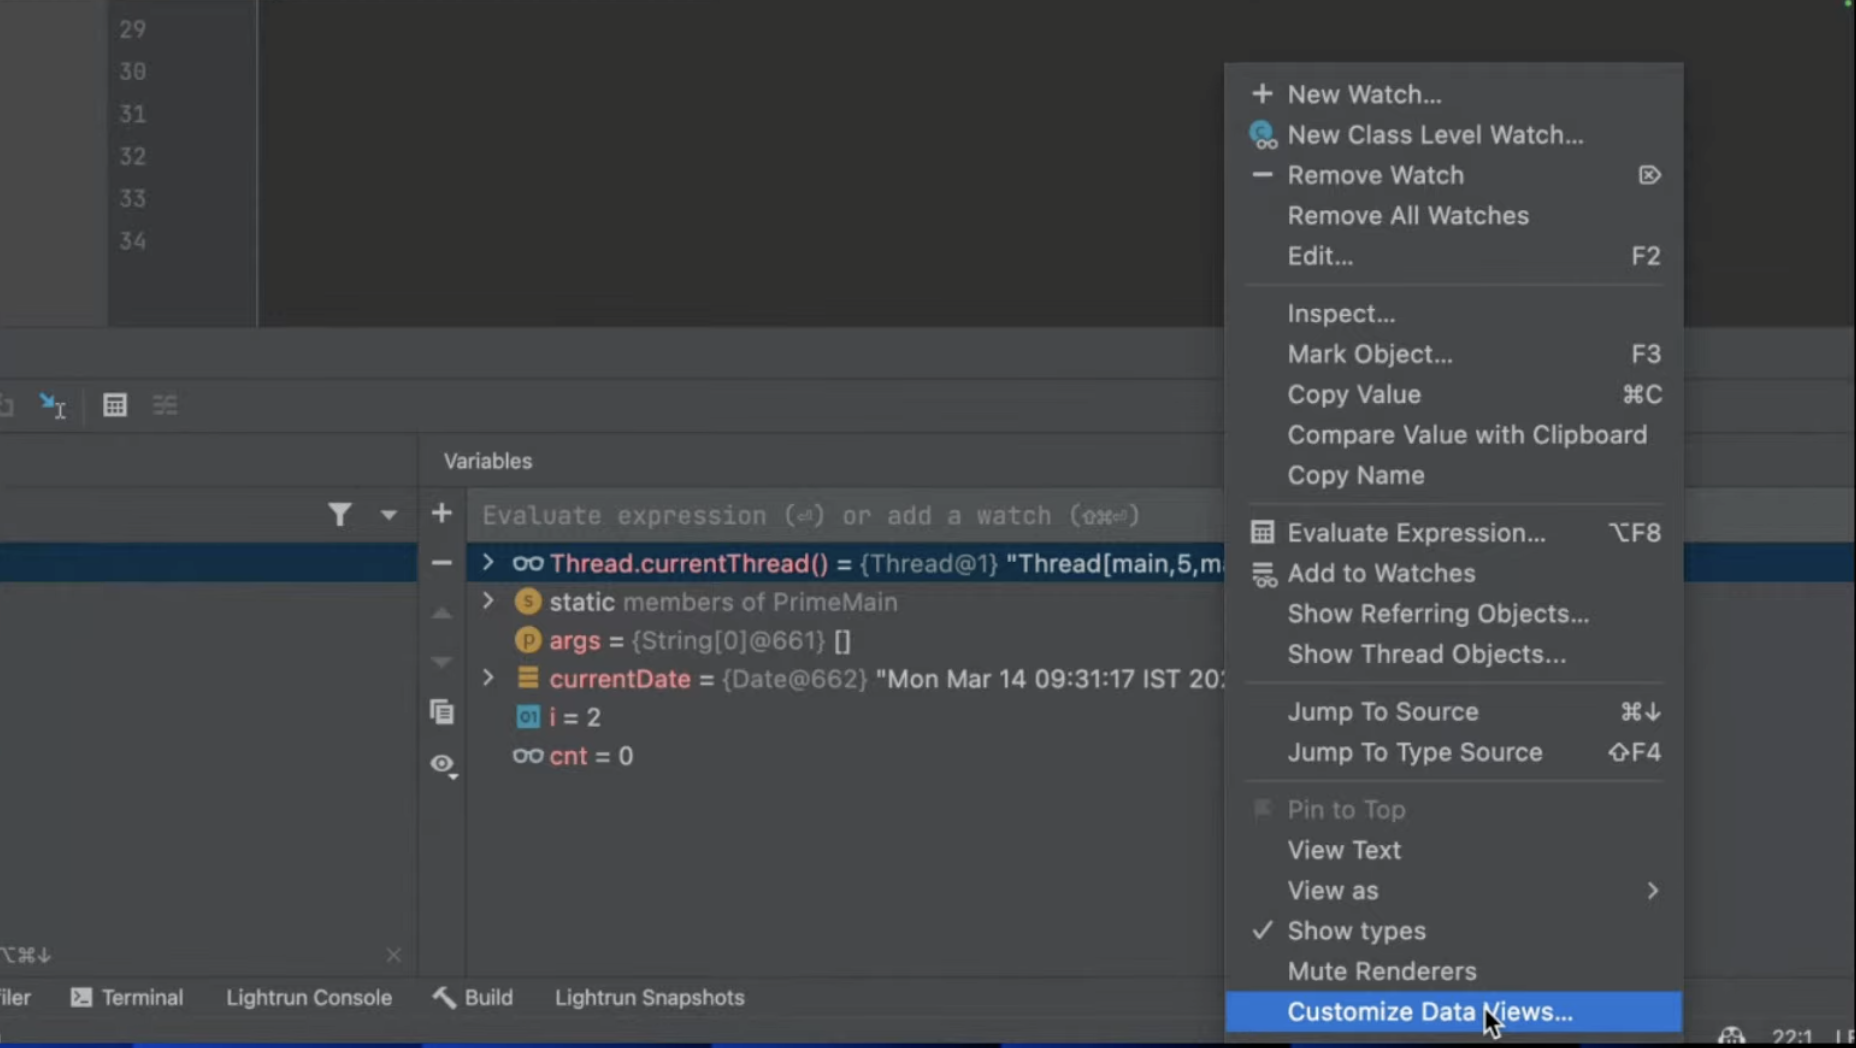 29
30
31
32
33
34
New Watch...
New Class Level Watch...
Remove Watch
Remove All Watches
Edit... F2
Inspect...
Mark Object... F3
Copy Value ⌘C
Compare Value with Clipboard
Copy Name
Evaluate Expression... ⌥F8
Add to Watches
Show Referring Objects...
Show Thread Objects...
Jump To Source ⌘↓
Jump To Type Source ⇧F4
Pin to Top
View Text
View as
Show types
Mute Renderers
Customize Data Views...
Variables
Evaluate expression (⏎) or add a watch (⇧⌘⏎)
Thread.currentThread() = {Thread@1} "Thread[main,5,ma
static members of PrimeMain
args = {String[0]@661} []
currentDate = {Date@662} "Mon Mar 14 09:31:17 IST 202
i = 2
cnt = 0
⌥⌘↓
iler Terminal Lightrun Console Build Lightrun Snapshots
22:1